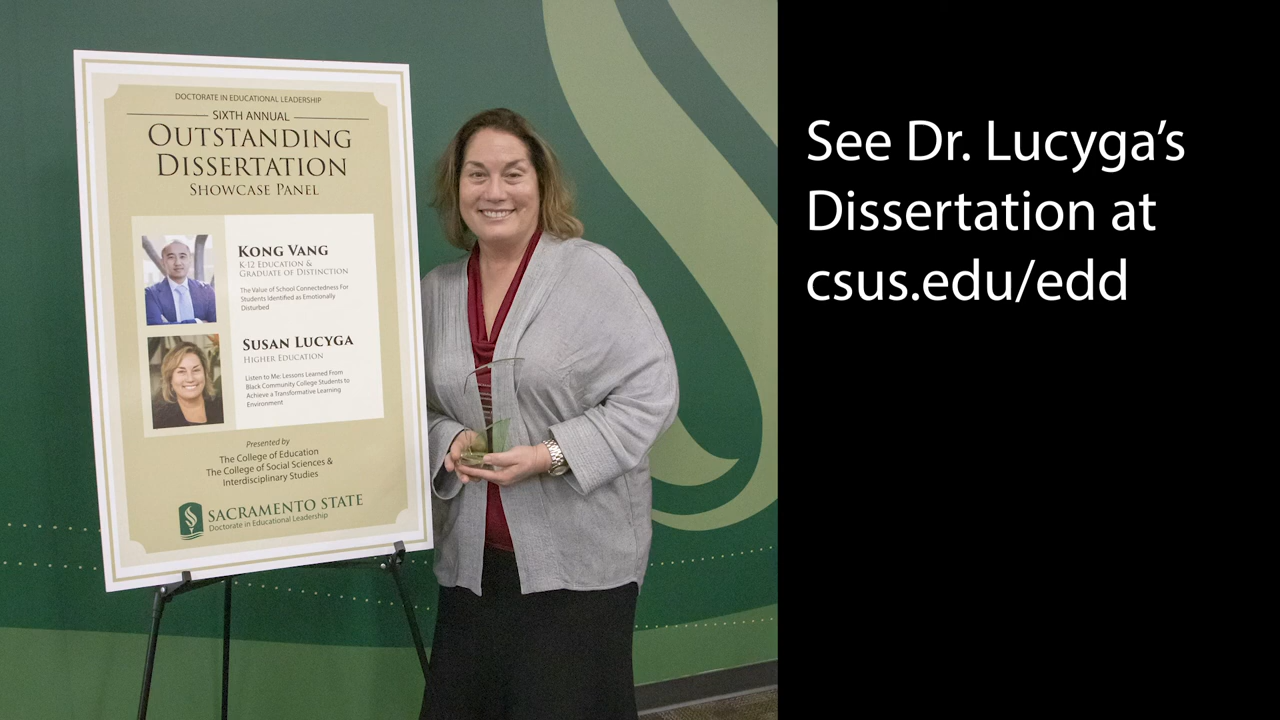 DOCTORATE IN EDUCATIONAL LEADERSHIP
SIXTH ANNUAL
OUTSTANDING
DISSERTATION
SHOWCASE PANEL
KONG VANG
K-12 EDUCATION &
GRADUATE OF DISTINCTION
The Value of School Connectedness For
Students Identified as Emotionally
Disturbed
SUSAN LUCYGA
HIGHER EDUCATION
Listen to Me: Lessons Learned From
Black Community College Students to
Achieve a Transformative Learning
Environment
Presented by
The College of Education
The College of Social Sciences &
Interdisciplinary Studies
SACRAMENTO STATE
Doctorate in Educational Leadership
See Dr. Lucyga’s
Dissertation at
csus.edu/edd